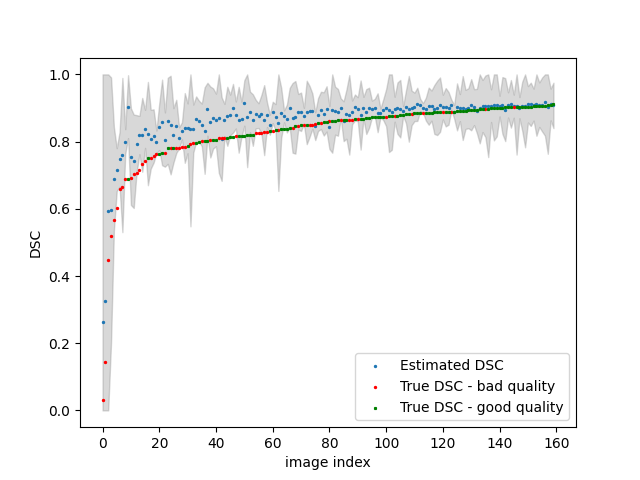 1.0
0.8
0.6
0.4
0.2
0.0
DSC
0 20 40 60 80 100 120 140 160
image index
Estimated DSC
True DSC - bad quality
True DSC - good quality